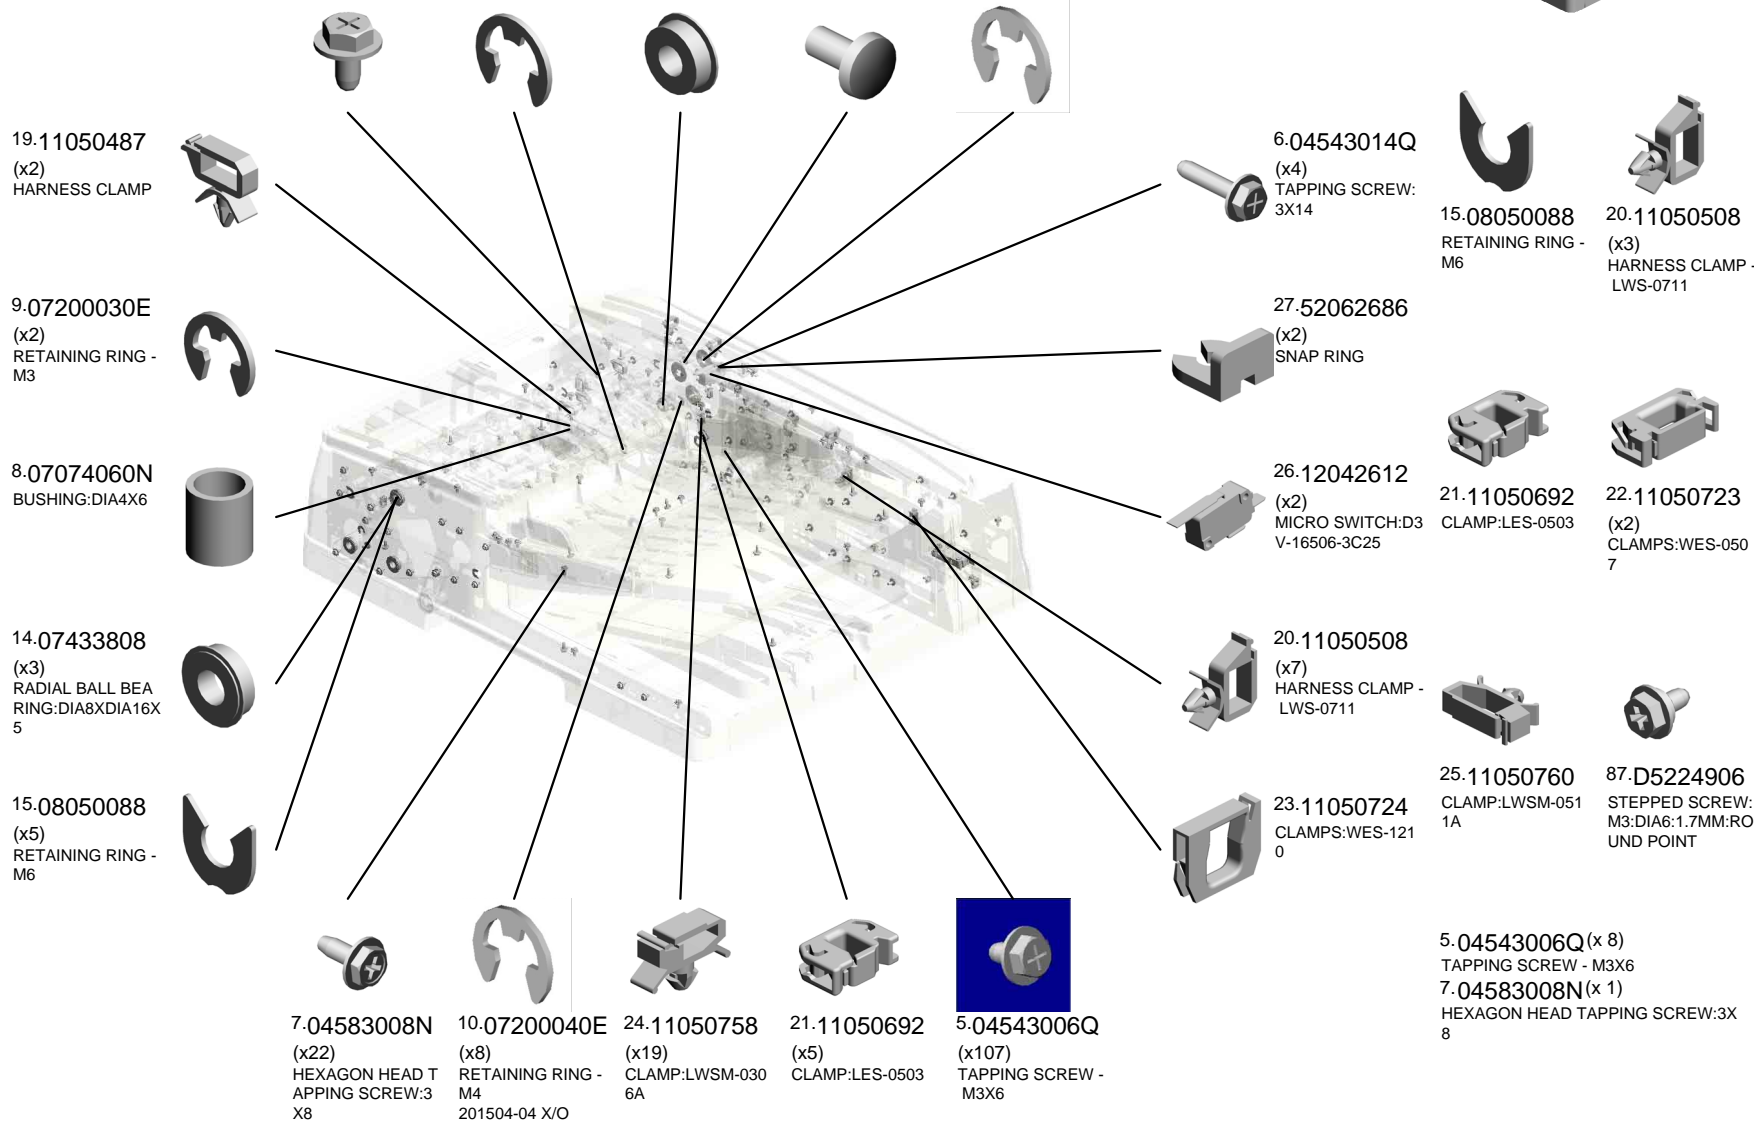 19.11050487
(x2)
HARNESS CLAMP
9.07200030E
(x2)
RETAINING RING -
M3
8.07074060N
BUSHING:DIA4X6
14.07433808
(x3)
RADIAL BALL BEA
RING:DIA8XDIA16X
5
15.08050088
(x5)
RETAINING RING -
M6
7.04583008N
(x22)
HEXAGON HEAD T
APPING SCREW:3
X8
10.07200040E
(x8)
RETAINING RING -
M4
201504-04 X/O
24.11050758
(x19)
CLAMP:LWSM-030
6A
21.11050692
(x5)
CLAMP:LES-0503
5.04543006Q
(x107)
TAPPING SCREW -
M3X6
6.04543014Q
(x4)
TAPPING SCREW:
3X14
27.52062686
(x2)
SNAP RING
26.12042612
(x2)
MICRO SWITCH:D3
V-16506-3C25
20.11050508
(x7)
HARNESS CLAMP -
LWS-0711
23.11050724
CLAMPS:WES-121
0
15.08050088
RETAINING RING -
M6
20.11050508
(x3)
HARNESS CLAMP -
LWS-0711
21.11050692
CLAMP:LES-0503
22.11050723
(x2)
CLAMPS:WES-050
7
25.11050760
CLAMP:LWSM-051
1A
87.D5224906
STEPPED SCREW:
M3:DIA6:1.7MM:RO
UND POINT
5.04543006Q(x 8)
TAPPING SCREW - M3X6
7.04583008N(x 1)
HEXAGON HEAD TAPPING SCREW:3X
8